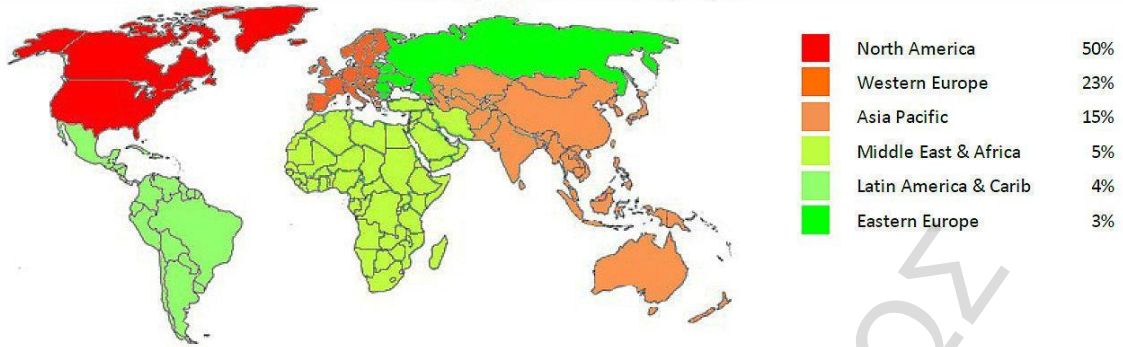 North America 50%
Western Europe 23%
Asia Pacific 15%
Middle East & Africa 5%
Latin America & Carib 4%
Eastern Europe 3%